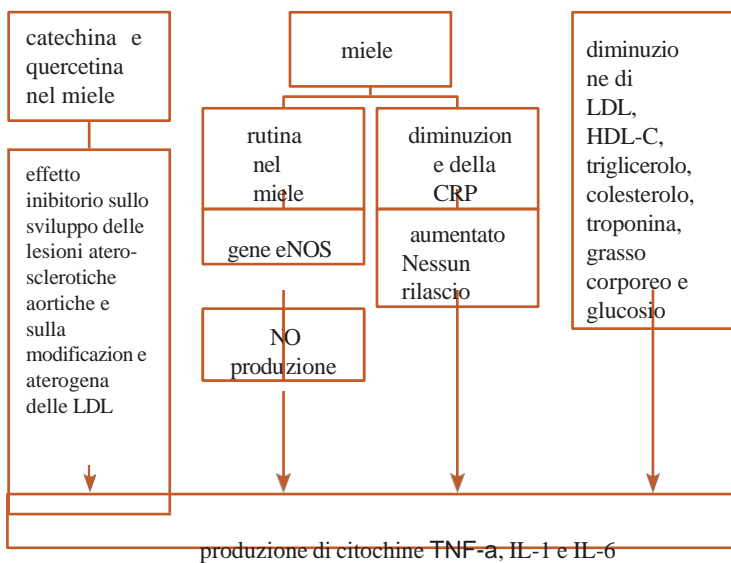 catechina e
quercetina
nel miele
effetto
inibitorio sullo
sviluppo delle
lesioni atero-
sclerotiche
aortiche e
sulla
modificazion e
aterogena
delle LDL
miele
rutina
nel
miele
gene eNOS
NO
produzione
diminuzion
e della
CRP
aumentato
Nessun
rilascio
diminuzio
ne di
LDL,
HDL-C,
triglicerolo,
colesterolo,
troponina,
grasso
corporeo e
glucosio
produzione di citochine TNF-a, IL-1 e IL-6